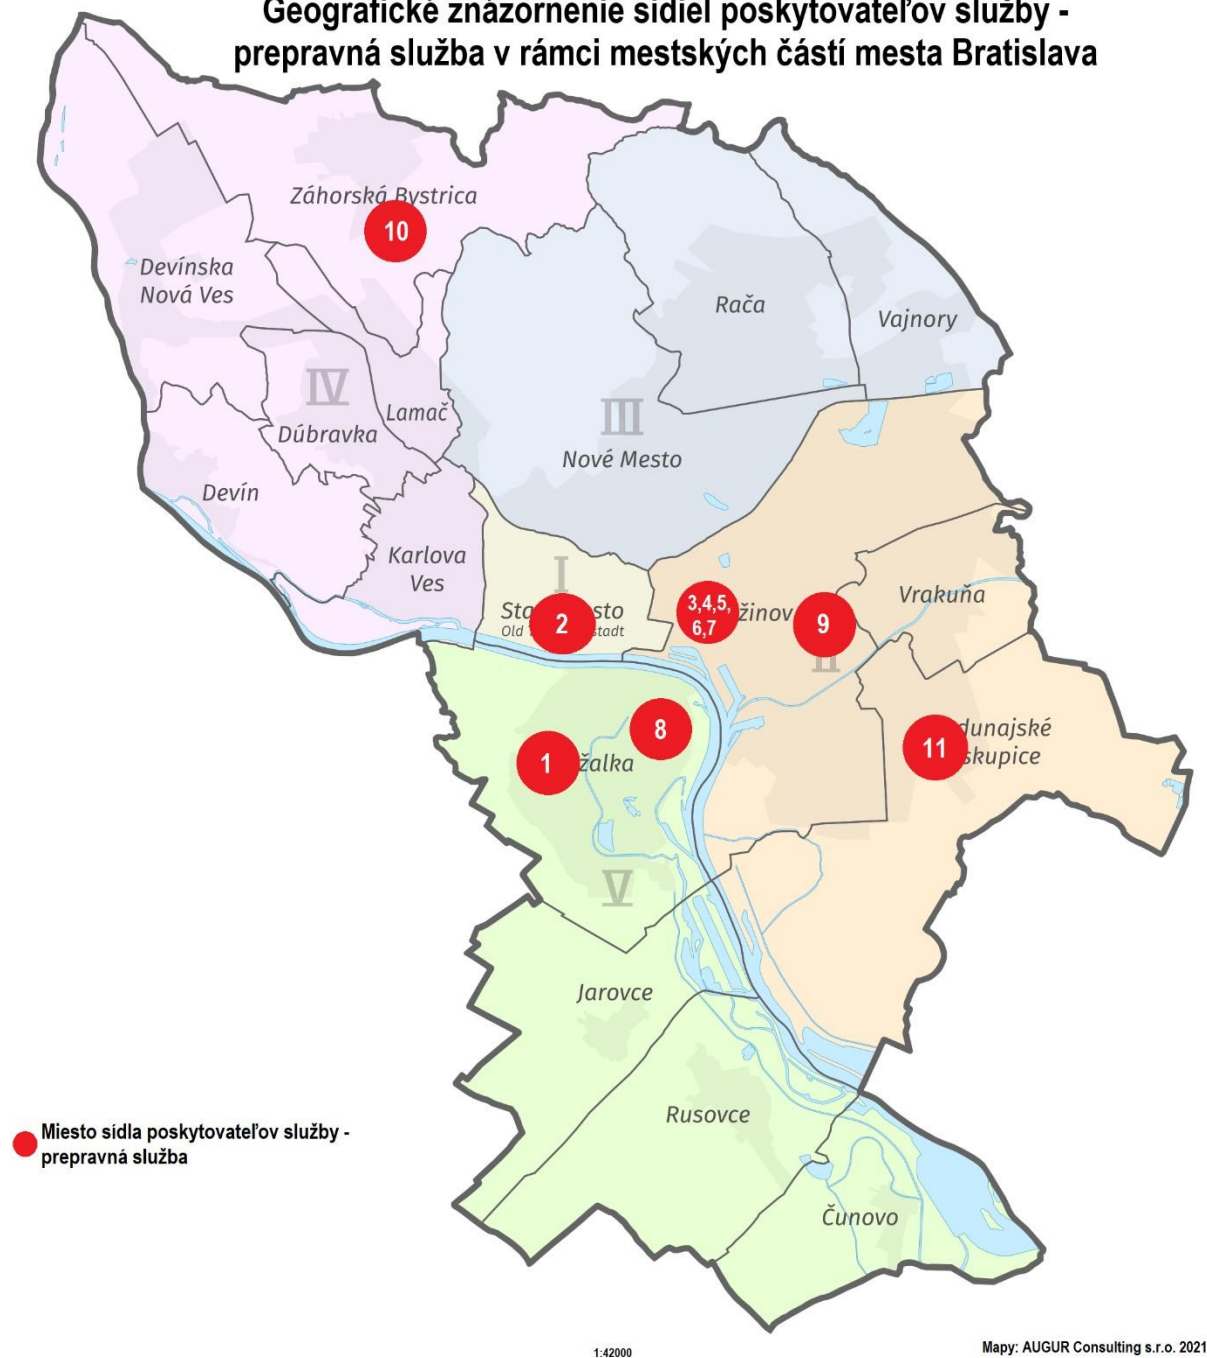 Geografické znázornenie sídiel poskytovateľov služby -
prepravná služba v rámci mestských častí mesta Bratislava
Záhorská Bystrica
10
Devínska
Nová Ves
Rača
Vajnory
IV
Lamač
III
Dúbravka
Nové Mesto
Devín
Karlova
Ves
I
Vrakuňa
2
Old
3,4,5,
6,7
9
II
8
1
11
V
Jarovce
Rusovce
Čunovo
Miesto sídla poskytovateľov služby -
prepravná služba
1:42000
Mapy: AUGUR Consulting s.r.o. 2021